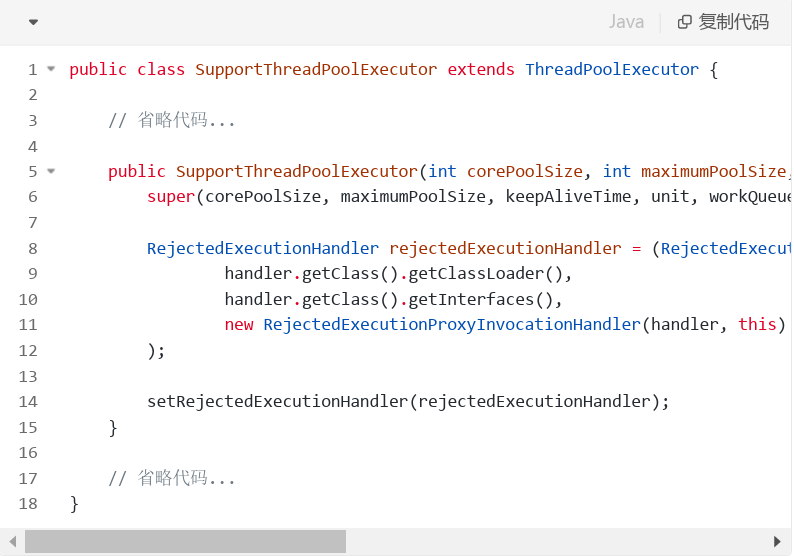 Java 复制代码
1 public class SupportThreadPoolExecutor extends ThreadPoolExecutor {
2
3 // 省略代码...
4
5 public SupportThreadPoolExecutor(int corePoolSize, int maximumPoolSize,
6 super(corePoolSize, maximumPoolSize, keepAliveTime, unit, workQueue
7
8 RejectedExecutionHandler rejectedExecutionHandler = (RejectedExecut
9 handler.getClass().getClassLoader(),
10 handler.getClass().getInterfaces(),
11 new RejectedExecutionProxyInvocationHandler(handler, this)
12 );
13
14 setRejectedExecutionHandler(rejectedExecutionHandler);
15 }
16
17 // 省略代码...
18 }